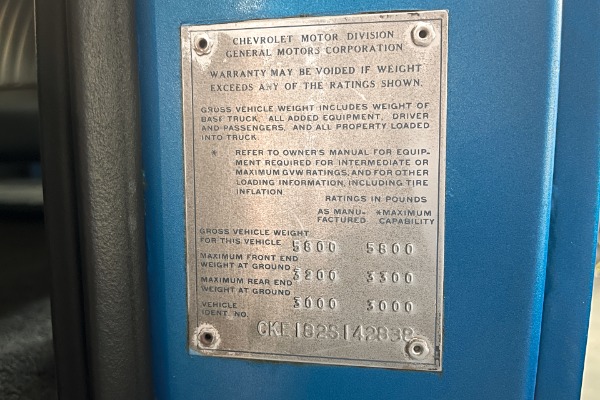 CHEVROLET MOTOR DIVISION
GENERAL MOTORS CORPORATION
WARRANTY MAY BE VOIDED IF WEIGHT
EXCEEDS ANY OF THE RATINGS SHOWN.
GROSS VEHICLE WEIGHT INCLUDES WEIGHT OF
BASE TRUCK, ALL ADDED EQUIPMENT, DRIVER
AND PASSENGERS, AND ALL PROPERTY LOADED
INTO TRUCK.
* REFER TO OWNER'S MANUAL FOR EQUIP-
MENT REQUIRED FOR INTERMEDIATE OR
MAXIMUM GVW RATINGS, AND FOR OTHER
LOADING INFORMATION, INCLUDING TIRE
INFLATION.
RATINGS IN POUNDS
AS MANU- *MAXIMUM
FACTURED CAPABILITY
GROSS VEHICLE WEIGHT
FOR THIS VEHICLE 5800 5800
MAXIMUM FRONT END
WEIGHT AT GROUND 3200 3300
MAXIMUM REAR END
WEIGHT AT GROUND 3000 3000
VEHICLE
IDENT. NO.